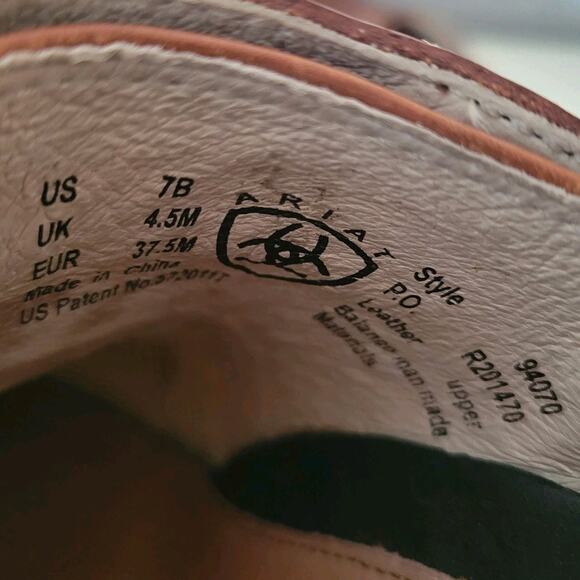 US 7B
UK 4.5M
EUR 37.5M
Made in China
US Patent No.5720117
ARIAT
Style 94070
P.O. R201470
Leather upper
Balance man made
Materials